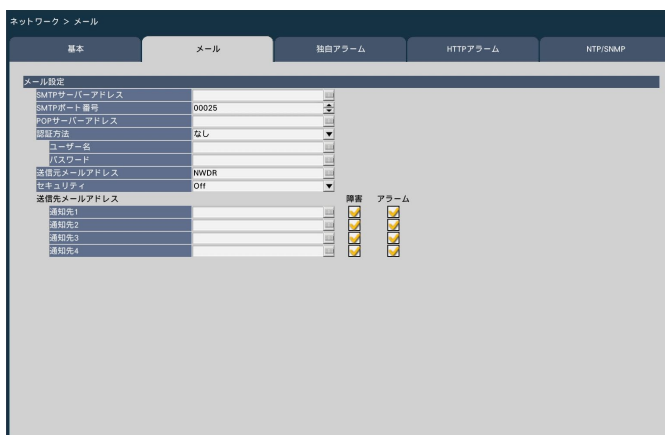 ネットワーク > メール
基本 メール 独自アラーム HTTPアラーム NTP/SNMP
メール設定
SMTPサーバーアドレス
SMTPポート番号 00025
POPサーバーアドレス
認証方法 なし
ユーザー名
パスワード
送信元メールアドレス NWDR
セキュリティ Off
送信先メールアドレス 障害 アラーム
通知先1
通知先2
通知先3
通知先4